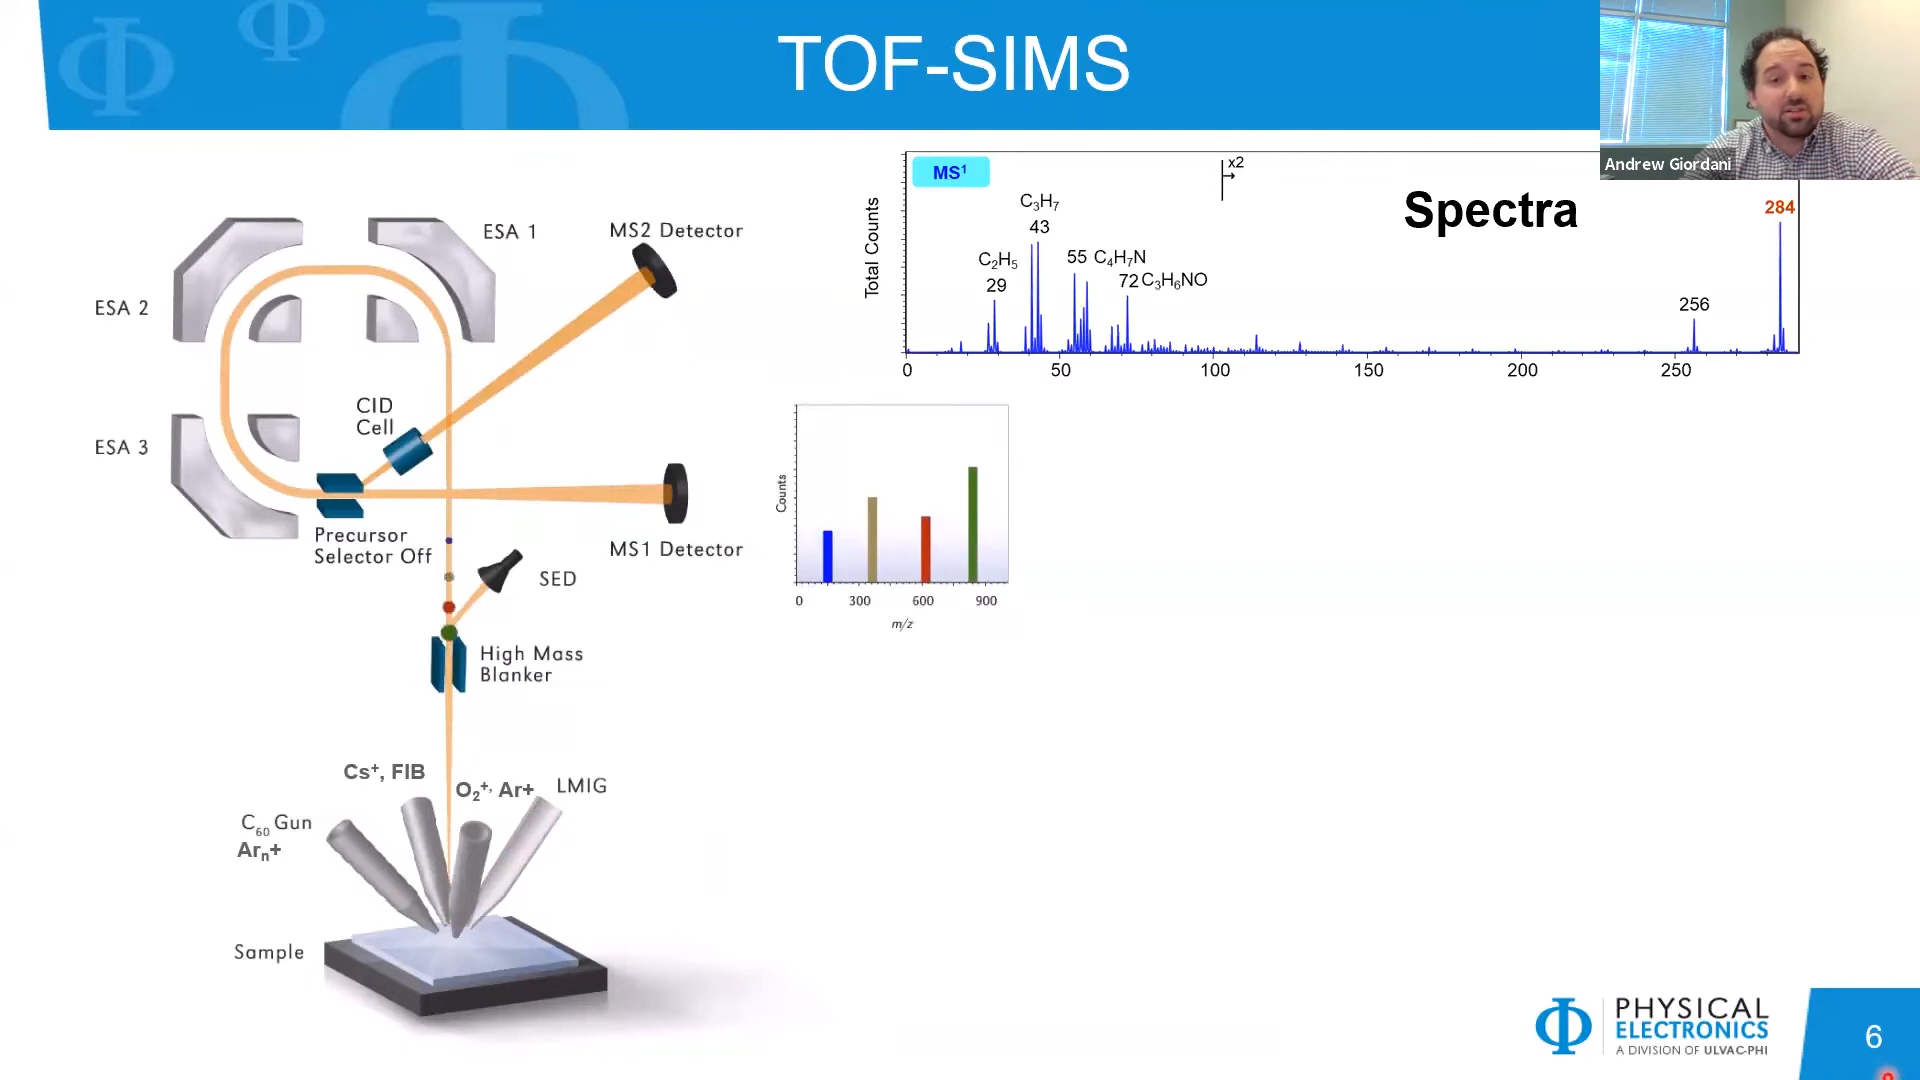 TOF-SIMS
Andrew Giordani
ESA 1
ESA 2
ESA 3
MS2 Detector
CID
Cell
Precursor
Selector Off
MS1 Detector
SED
High Mass
Blanker
Cs⁺, FIB
O₂⁺, Ar+
LMIG
C₆₀ Gun
Arₙ+
Sample
MS¹
x2
Spectra
Total Counts
C₂H₅
29
C₃H₇
43
55 C₄H₇N
72 C₃H₆NO
256
284
0 50 100 150 200 250
Counts
0 300 600 900
m/z
PHYSICAL
ELECTRONICS
A DIVISION OF ULVAC-PHI
6